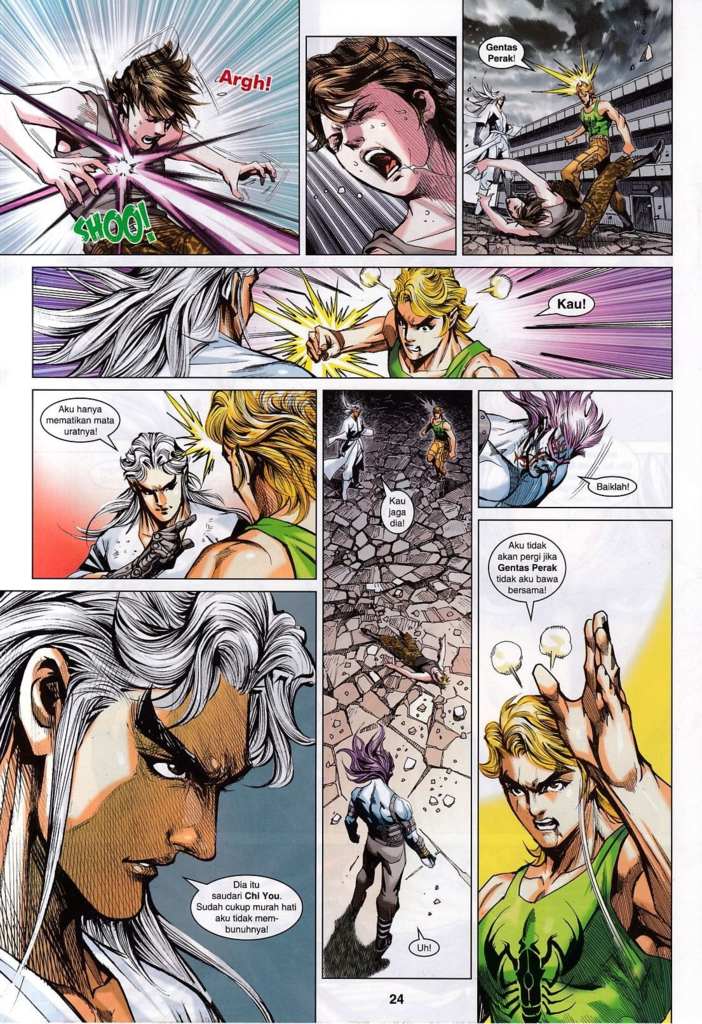 Argh!
SHOO!
Gentas
Perak!
Kau!
Aku hanya
mematikan mata
uratnya!
Kau
jaga
dia!
Baiklah!
Dia itu
saudari Chi You.
Sudah cukup murah hati
aku tidak mem-
bunuhnya!
Uh!
Aku tidak
akan pergi jika
Gentas Perak
tidak aku bawa
bersama!
24